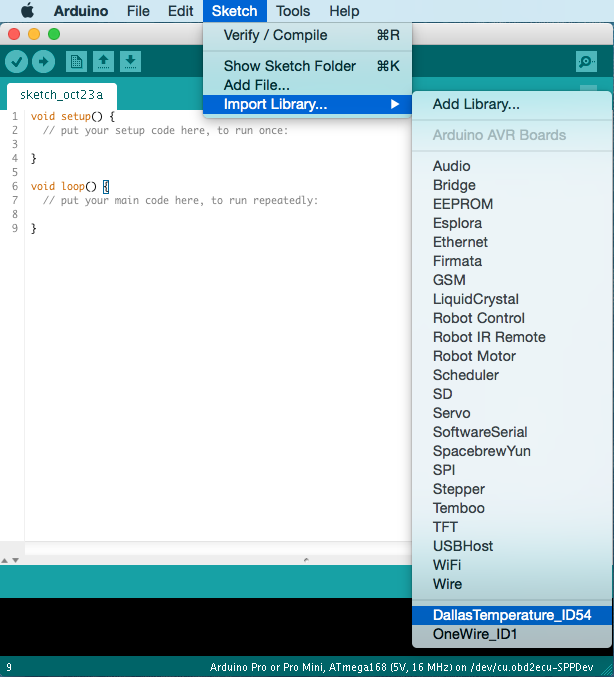 Arduino File Edit Sketch Tools Help
Verify / Compile ⌘R
Show Sketch Folder ⌘K
Add File...
Import Library... ▶
sketch_oct23a
1 void setup() {
2 // put your setup code here, to run once:
3
4 }
5
6 void loop() {
7 // put your main code here, to run repeatedly:
8
9 }
Add Library...
Arduino AVR Boards
Audio
Bridge
EEPROM
Esplora
Ethernet
Firmata
GSM
LiquidCrystal
Robot Control
Robot IR Remote
Robot Motor
Scheduler
SD
Servo
SoftwareSerial
SpacebrewYun
SPI
Stepper
Temboo
TFT
USBHost
WiFi
Wire
DallasTemperature_ID54
OneWire_ID1
9 Arduino Pro or Pro Mini, ATmega168 (5V, 16 MHz) on /dev/cu.obd2ecu-SPPDev